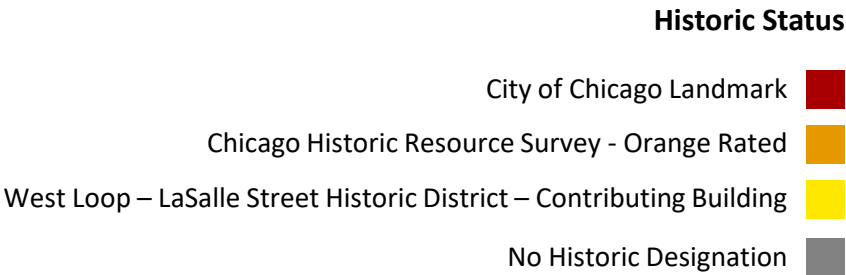 Historic Status
City of Chicago Landmark
Chicago Historic Resource Survey - Orange Rated
West Loop – LaSalle Street Historic District – Contributing Building
No Historic Designation